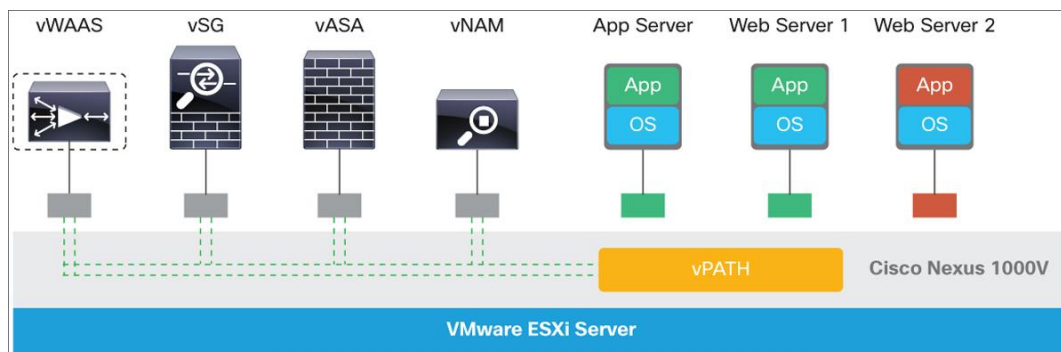 vWAAS
vSG
vASA
vNAM
App Server
Web Server 1
Web Server 2
App
OS
App
OS
App
OS
vPATH
Cisco Nexus 1000V
VMware ESXi Server